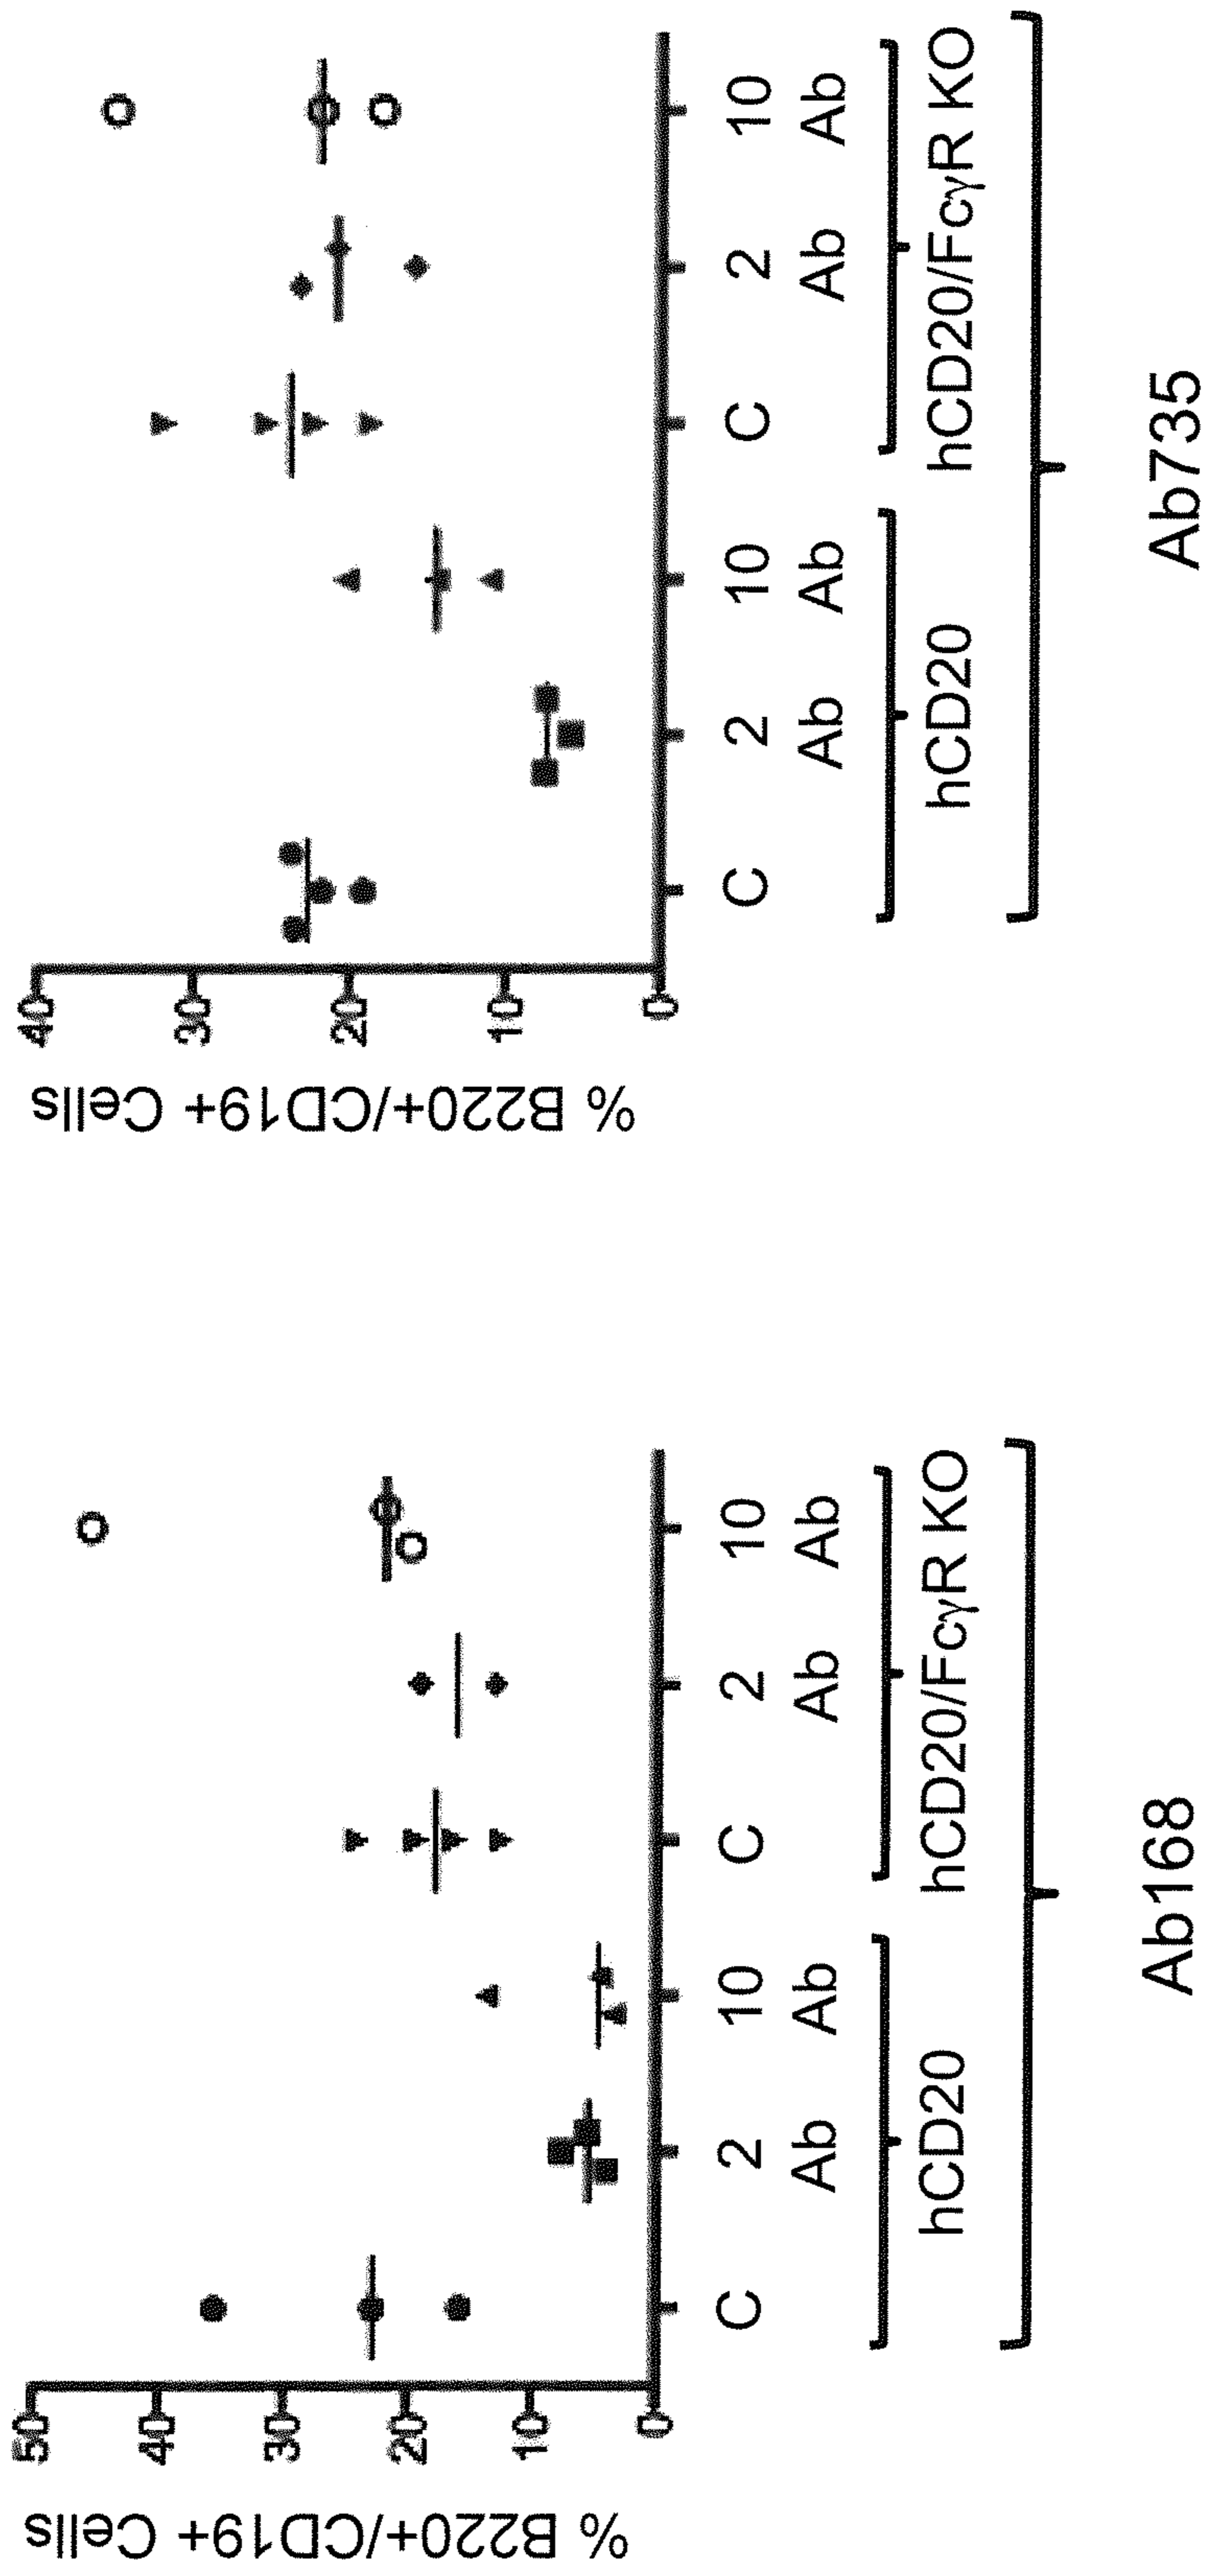 % B220+/CD19+ Cells
50
40
30
20
10
0
C 2 10 C 2 10
Ab Ab Ab Ab
hCD20 hCD20/FcγR KO
Ab168
% B220+/CD19+ Cells
40
30
20
10
0
C 2 10 C 2 10
Ab Ab Ab Ab
hCD20 hCD20/FcγR KO
Ab735